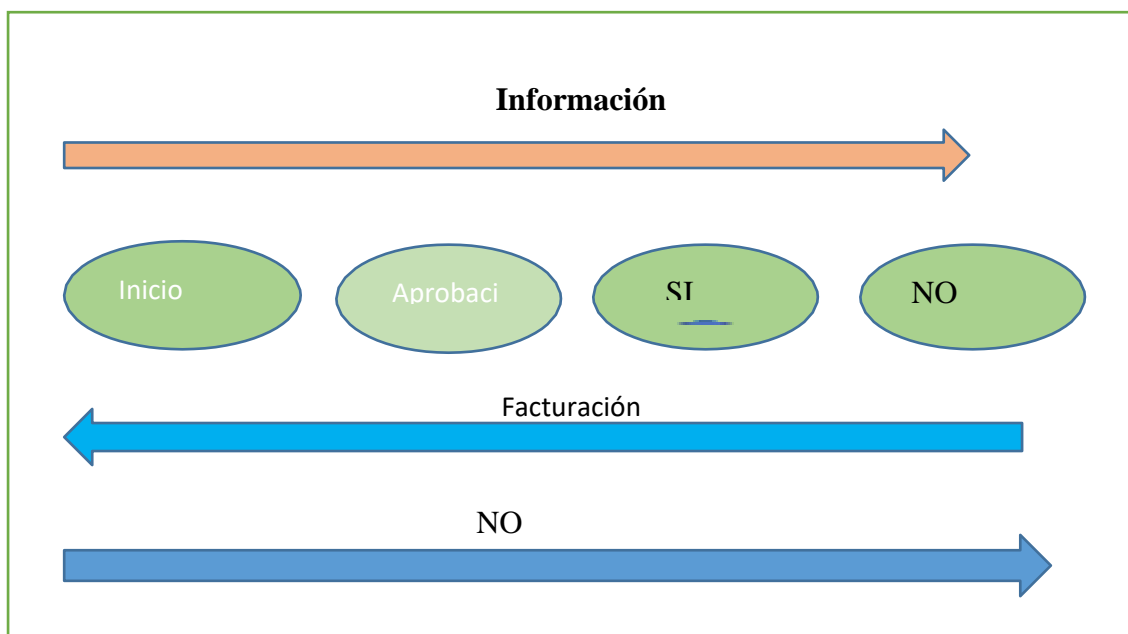 Información
Inicio
Aprobaci
SI
NO
Facturación
NO